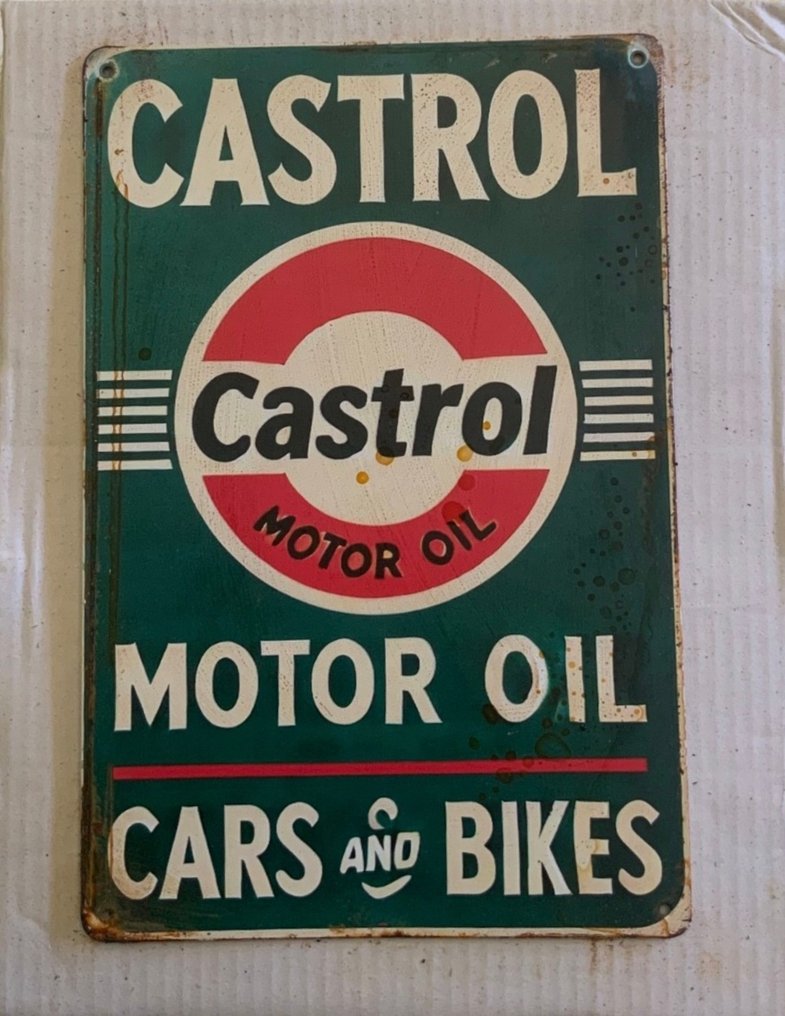 CASTROL
Castrol
MOTOR OIL
MOTOR OIL
CARS AND BIKES